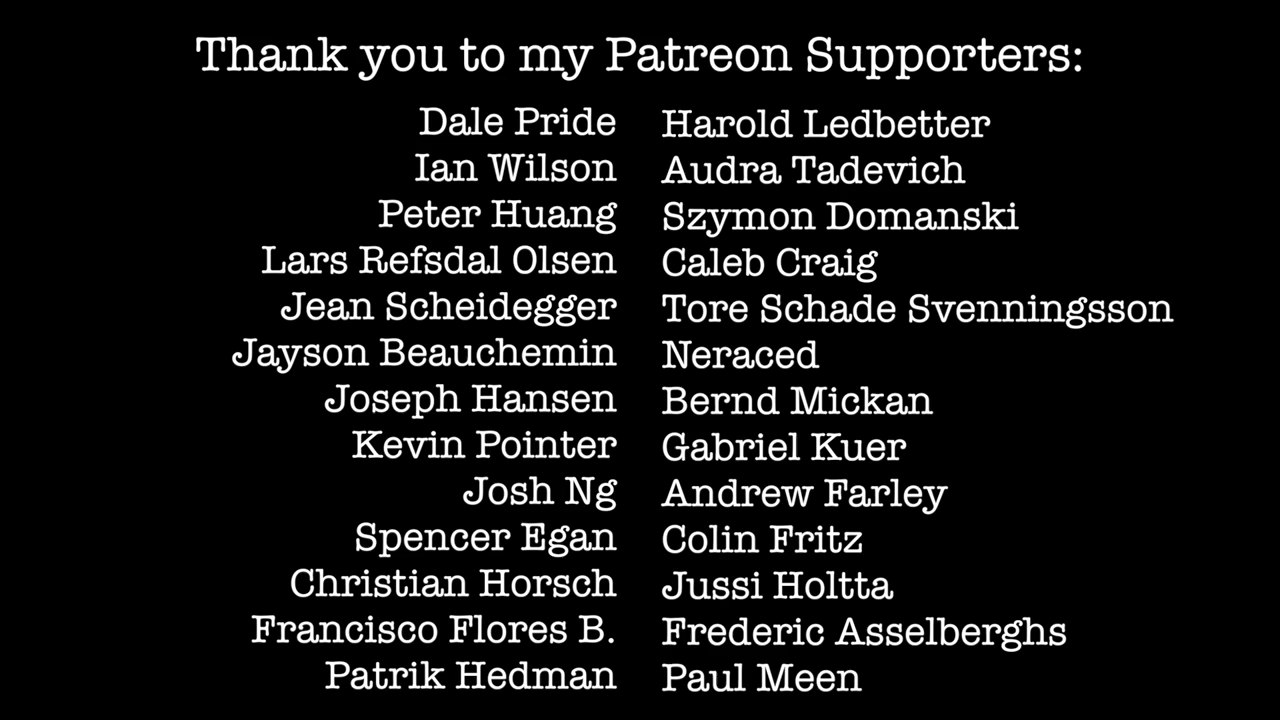 Thank you to my Patreon Supporters:
Dale Pride
Ian Wilson
Peter Huang
Lars Refsdal Olsen
Jean Scheidegger
Jayson Beauchemin
Joseph Hansen
Kevin Pointer
Josh Ng
Spencer Egan
Christian Horsch
Francisco Flores B.
Patrik Hedman
Harold Ledbetter
Audra Tadevich
Szymon Domanski
Caleb Craig
Tore Schade Svenningsson
Neraced
Bernd Mickan
Gabriel Kuer
Andrew Farley
Colin Fritz
Jussi Holtta
Frederic Asselberghs
Paul Meen